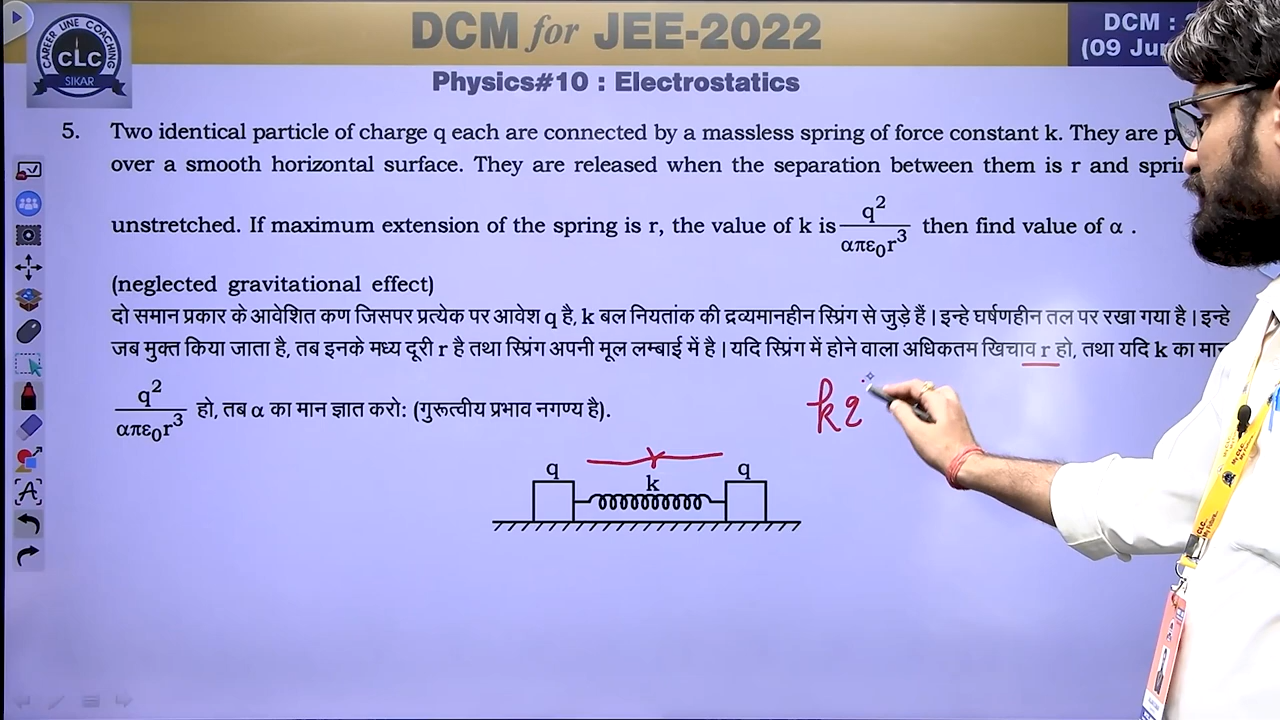 CAREER LINE COACHING
CLC
SIKAR
DCM for JEE-2022
DCM :
(09 Jun
Physics#10 : Electrostatics
5. Two identical particle of charge q each are connected by a massless spring of force constant k. They are
over a smooth horizontal surface. They are released when the separation between them is r and
unstretched. If maximum extension of the spring is r, the value of k is q²/απε₀r³ then find value of α .
(neglected gravitational effect)
दो समान प्रकार के आवेशित कण जिसपर प्रत्येक पर आवेश q है, k बल नियतांक की द्रव्यमानहीन स्प्रिंग से जुड़े हैं। इन्हे घर्षणहीन तल पर रखा गया है। इन्हे
जब मुक्त किया जाता है, तब इनके मध्य दूरी r है तथा स्प्रिंग अपनी मूल लम्बाई में है। यदि स्प्रिंग में होने वाला अधिकतम खिचाव r हो, तथा यदि k का मान
q²/απε₀r³ हो, तब α का मान ज्ञात करो: (गुरूत्वीय प्रभाव नगण्य है).
kr
q k q